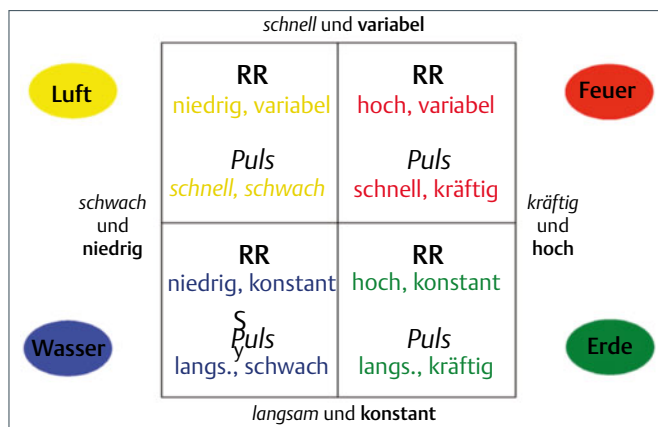 schnell und variabel
Luft
RR
niedrig, variabel
Puls
schnell, schwach
RR
hoch, variabel
Puls
schnell, kräftig
Feuer
schwach
und
niedrig
kräftig
und
hoch
Wasser
RR
niedrig, konstant
S
y
Puls
langs., schwach
RR
hoch, konstant
Puls
langs., kräftig
Erde
langsam und konstant